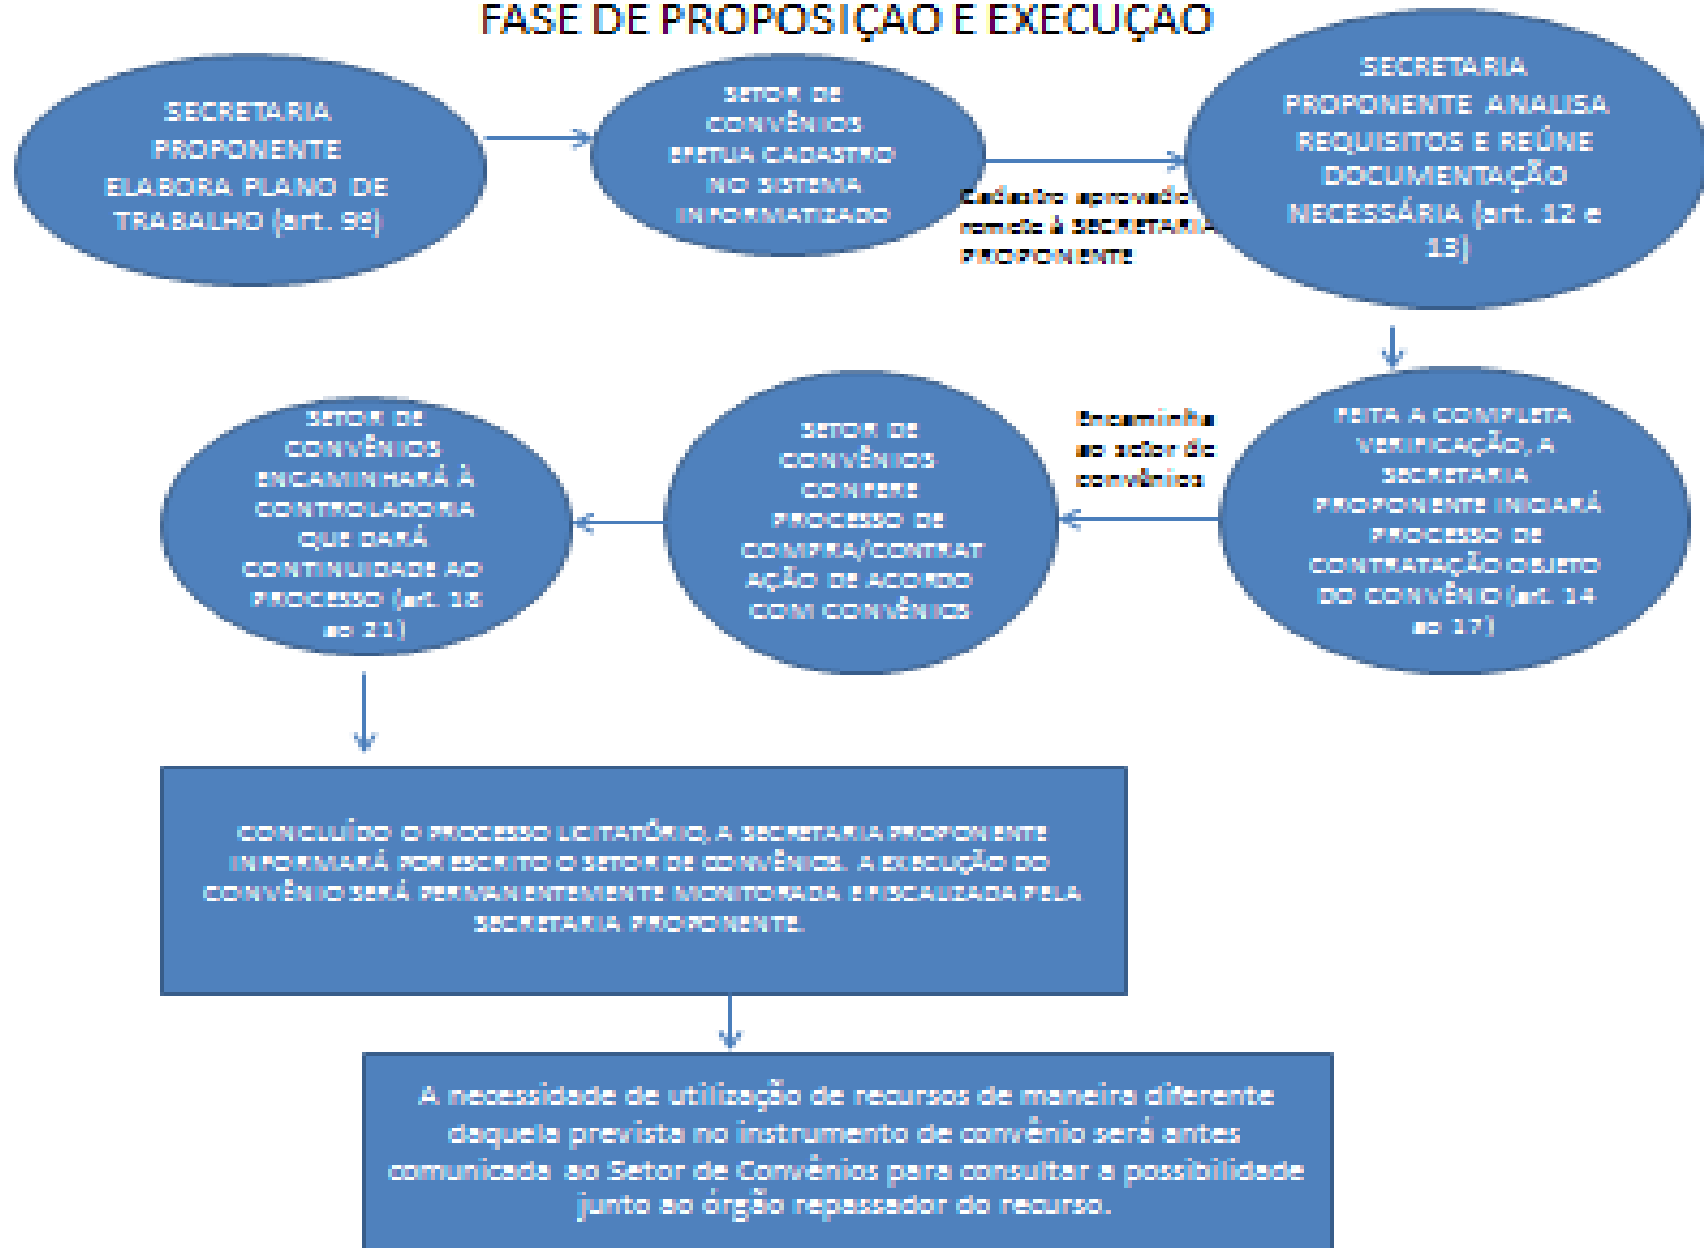 FASE DE PROPOSIÇÃO E EXECUÇÃO
SECRETARIA
PROPONENTE
ELABORA PLANO DE
TRABALHO (art. 9º)
SETOR DE
CONVÊNIOS
EFETUA CADASTRO
NO SISTEMA
INFORMATIZADO
Cadastro aprovado
remete à SECRETARIA
PROPONENTE
SECRETARIA
PROPONENTE ANALISA
REQUISITOS E REÚNE
DOCUMENTAÇÃO
NECESSÁRIA (art. 12 e
13)
FEITA A COMPLETA
VERIFICAÇÃO, A
SECRETARIA
PROPONENTE INICIARÁ
PROCESSO DE
CONTRATAÇÃO OBJETO
DO CONVÊNIO (art. 14
ao 17)
Encaminha
ao setor de
convênios
SETOR DE
CONVÊNIOS
CONFERE
PROCESSO DE
COMPRA/CONTRAT
AÇÃO DE ACORDO
COM CONVÊNIOS
SETOR DE
CONVÊNIOS
ENCAMINHARÁ À
CONTROLADORIA
QUE DARÁ
CONTINUIDADE AO
PROCESSO (art. 18
ao 21)
CONCLUÍDO O PROCESSO LICITATÓRIO, A SECRETARIA PROPONENTE
INFORMARÁ POR ESCRITO O SETOR DE CONVÊNIOS. A EXECUÇÃO DO
CONVÊNIO SERÁ PERMANENTEMENTE MONITORADA E FISCALIZADA PELA
SECRETARIA PROPONENTE.
A necessidade de utilização de recursos de maneira diferente
daquela prevista no instrumento de convênio será antes
comunicada ao Setor de Convênios para consultar a possibilidade
junto ao órgão repassador do recurso.